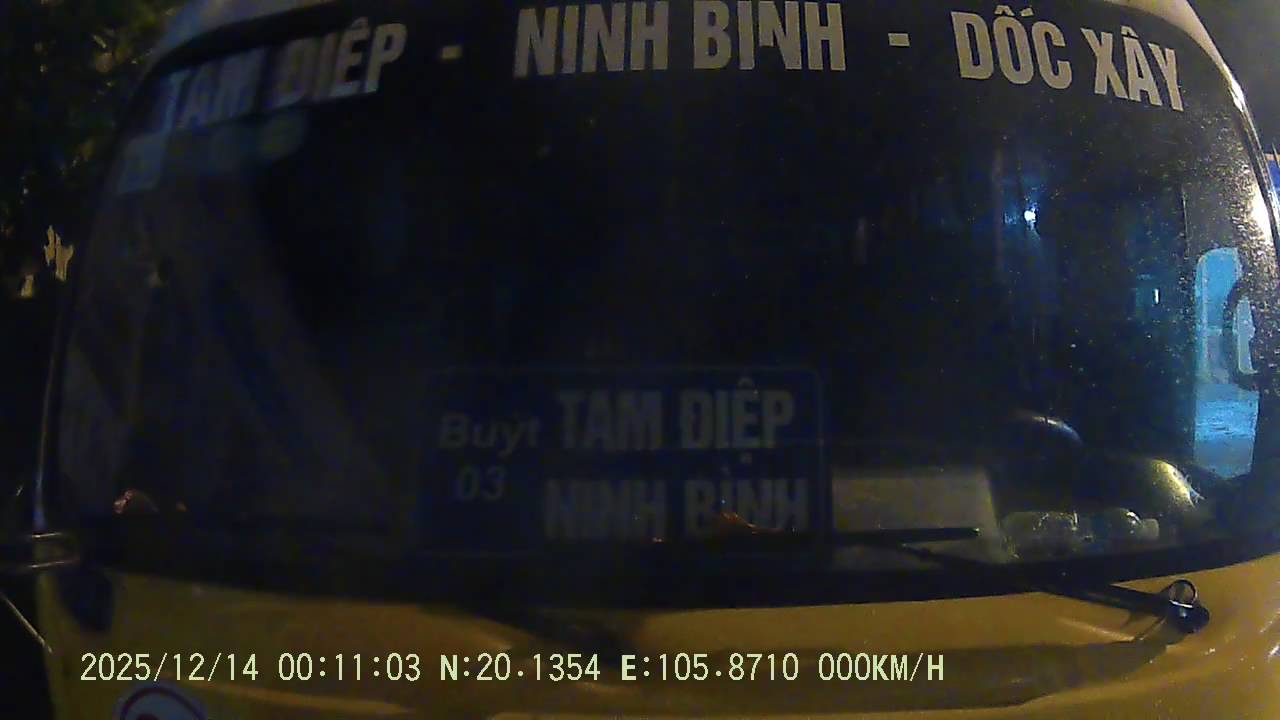 TAM ĐIỆP - NINH BÌNH - DỐC XÂY
Buýt 03
TAM ĐIỆP
NINH BÌNH
2025/12/14 00:11:03 N:20.1354 E:105.8710 000KM/H